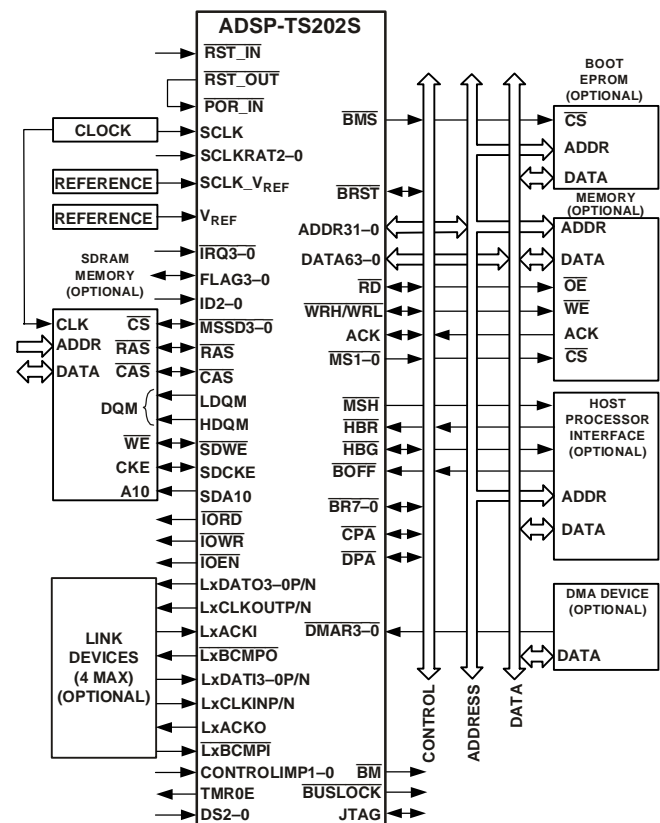 ADSP-TS202S
RST_IN
RST_OUT
POR_IN
CLOCK
SCLK
SCLKRAT2–0
REFERENCE
SCLK_VREF
REFERENCE
VREF
IRQ3–0
SDRAM
MEMORY
(OPTIONAL)
FLAG3–0
ID2–0
CLK
CS
MSSD3–0
ADDR
RAS
RAS
DATA
CAS
CAS
DQM
LDQM
HDQM
WE
SDWE
CKE
SDCKE
A10
SDA10
IORD
IOWR
IOEN
LINK
DEVICES
(4 MAX)
(OPTIONAL)
LxDATO3–0P/N
LxCLKOUTP/N
LxACKI
LxBCMPO
LxDATI3–0P/N
LxCLKINP/N
LxACKO
LxBCMPI
CONTROLIMP1–0
TMR0E
DS2–0
BMS
BRST
ADDR31–0
DATA63–0
RD
WRH/WRL
ACK
MS1–0
MSH
HBR
HBG
BOFF
BR7–0
CPA
DPA
DMAR3–0
BM
BUSLOCK
JTAG
CONTROL
ADDRESS
DATA
BOOT
EPROM
(OPTIONAL)
CS
ADDR
DATA
MEMORY
(OPTIONAL)
ADDR
DATA
OE
WE
ACK
CS
HOST
PROCESSOR
INTERFACE
(OPTIONAL)
ADDR
DATA
DMA DEVICE
(OPTIONAL)
DATA